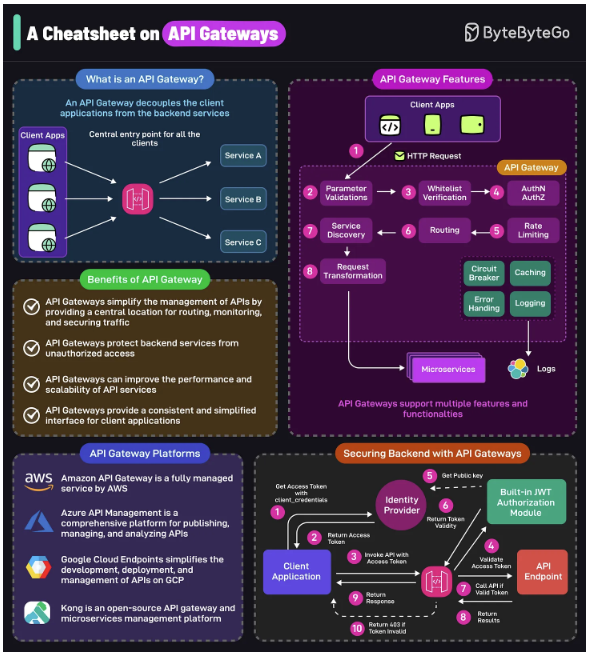 A Cheatsheet on API Gateways
ByteByteGo
What is an API Gateway?
An API Gateway decouples the client
applications from the backend services
Client Apps
Central entry point for all the
clients
Service A
Service B
Service C
Benefits of API Gateway
API Gateways simplify the management of APIs by
providing a central location for routing, monitoring,
and securing traffic
API Gateways protect backend services from
unauthorized access
API Gateways can improve the performance and
scalability of API services
API Gateways provide a consistent and simplified
interface for client applications
API Gateway Features
Client Apps
1
HTTP Request
API Gateway
2
Parameter
Validations
3
Whitelist
Verification
4
AuthN
AuthZ
7
Service
Discovery
6
Routing
5
Rate
Limiting
8
Request
Transformation
Circuit
Breaker
Caching
Error
Handing
Logging
Microservices
Logs
API Gateways support multiple features and
functionalties
API Gateway Platforms
aws
Amazon API Gateway is a fully managed
service by AWS
Azure API Management is a
comprehensive platform for publishing,
managing, and analyzing APIs
Google Cloud Endpoints simplifies the
development, deployment, and
management of APIs on GCP
Kong is an open-source API gateway and
microservices management platform
Securing Backend with API Gateways
Get Access Token
with
client_credentials
1
2
Return Access
Token
Identity
Provider
5
Get Public key
6
Return Token
Validity
Built-in JWT
Authorization
Module
3
Invoke API with
Access Token
4
Validate
Access Token
Client
Application
7
Call API if
Valid Token
API
Endpoint
9
Return
Response
8
Return
Results
10
Return 403 if
Token Invalid